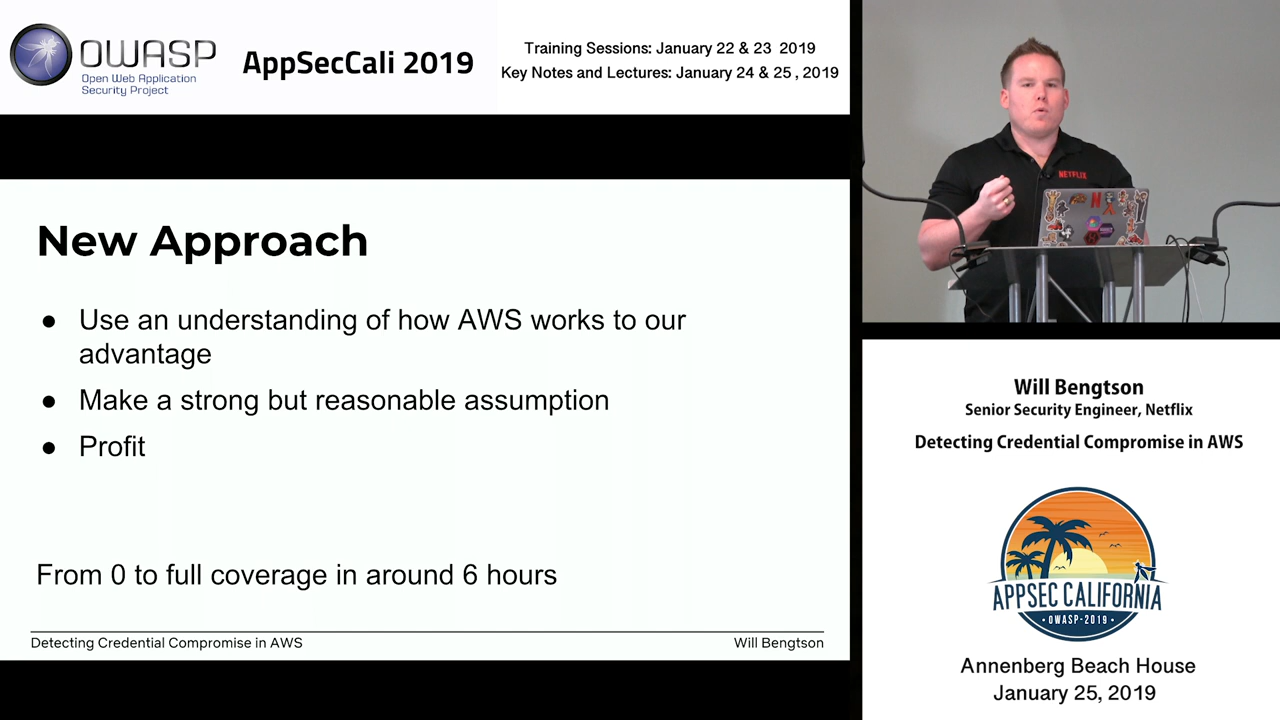 OWASP
Open Web Application
Security Project
AppSecCali 2019
Training Sessions: January 22 & 23 2019
Key Notes and Lectures: January 24 & 25 , 2019
New Approach
● Use an understanding of how AWS works to our
advantage
● Make a strong but reasonable assumption
● Profit
From 0 to full coverage in around 6 hours
Detecting Credential Compromise in AWS
Will Bengtson
NETFLIX
N
Will Bengtson
Senior Security Engineer, Netflix
Detecting Credential Compromise in AWS
APPSEC CALIFORNIA
· OWASP-2019 ·
Annenberg Beach House
January 25, 2019